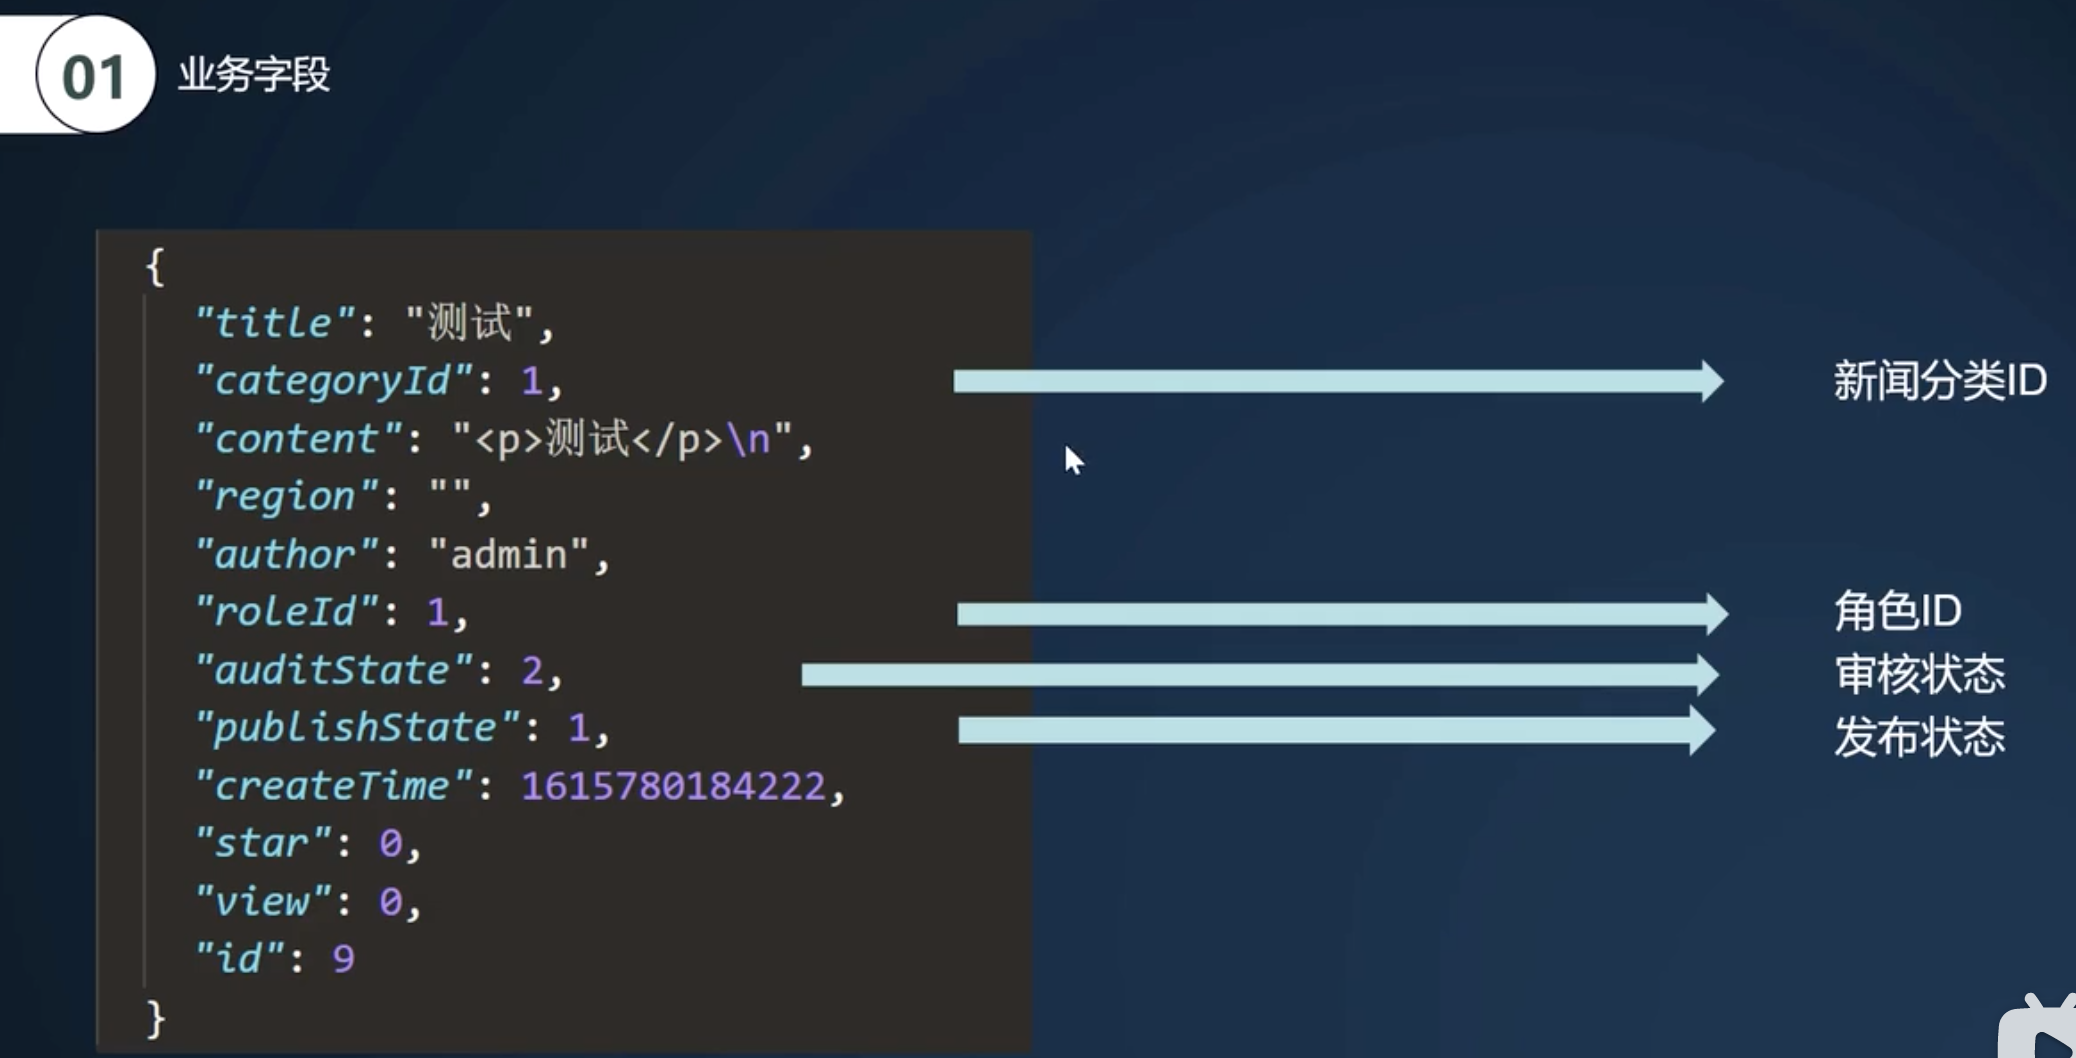 01 业务字段
{
"title": "测试",
"categoryId": 1, 新闻分类ID
"content": "<p>测试</p>\n",
"region": "",
"author": "admin",
"roleId": 1, 角色ID
"auditState": 2, 审核状态
"publishState": 1, 发布状态
"createTime": 1615780184222,
"star": 0,
"view": 0,
"id": 9
}